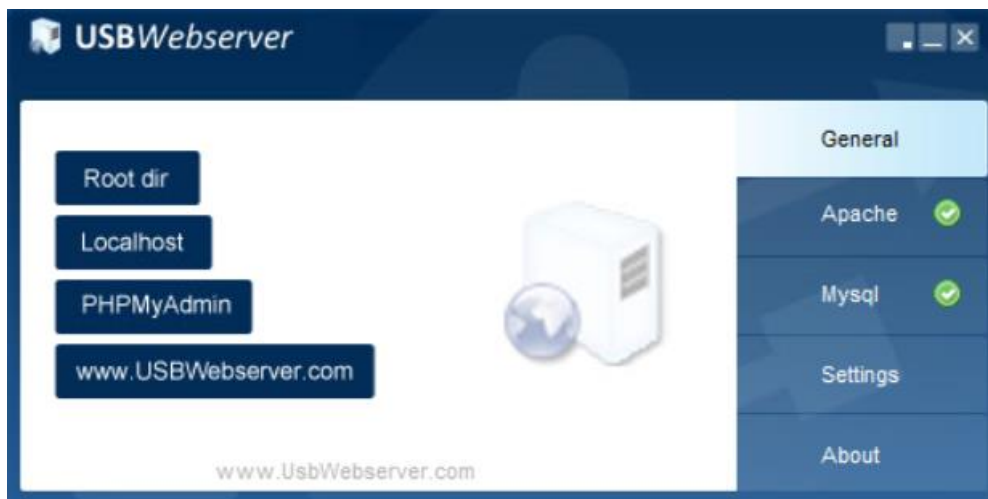 USBWebserver
General
Root dir
Apache
Localhost
Mysql
PHPMyAdmin
www.USBWebserver.com
Settings
About
www.UsbWebserver.com